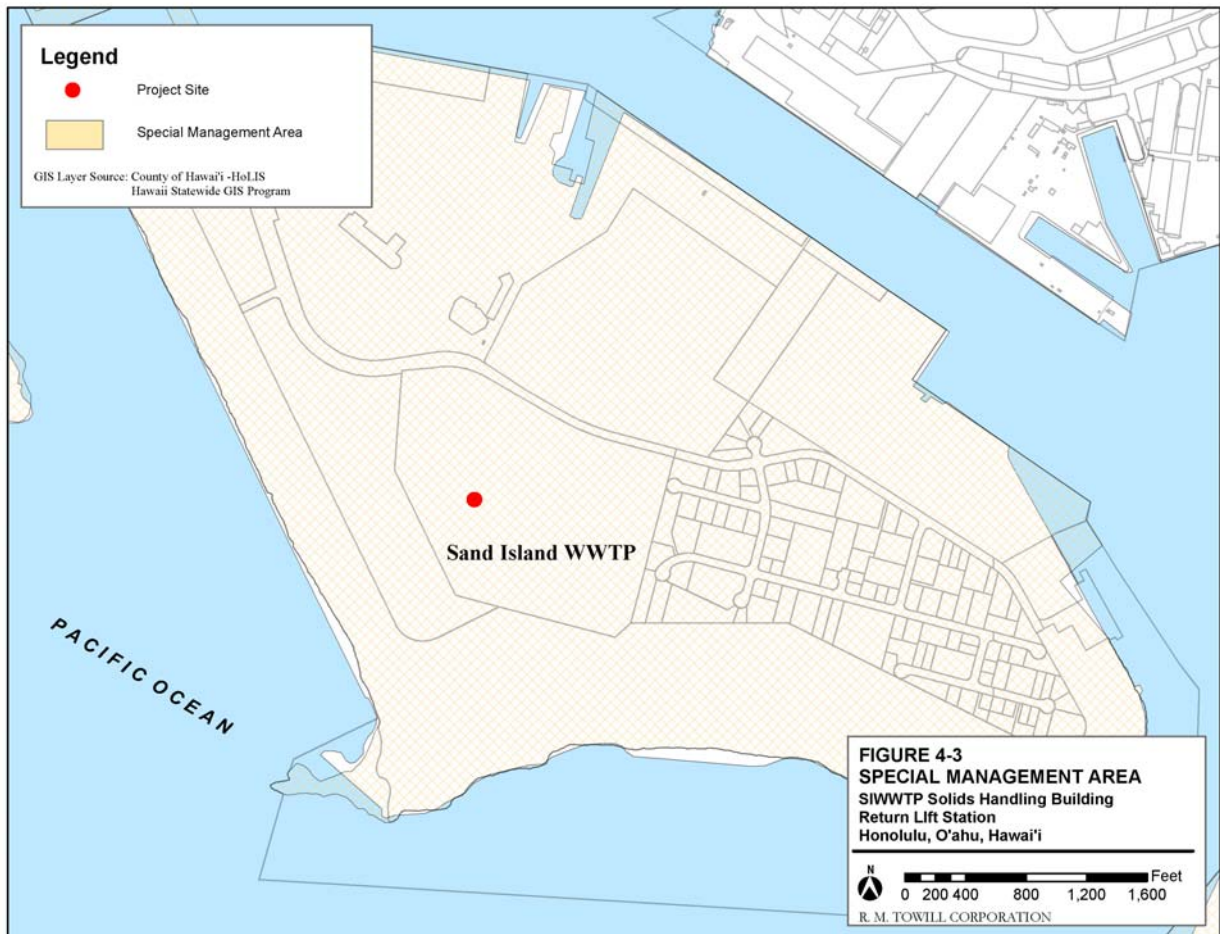 Legend
Project Site
Special Management Area
GIS Layer Source: County of Hawai'i -HoLIS
Hawaii Statewide GIS Program
Sand Island WWTP
PACIFIC OCEAN
FIGURE 4-3
SPECIAL MANAGEMENT AREA
SIWWTP Solids Handling Building
Return LIft Station
Honolulu, O'ahu, Hawai'i
N
Feet
0 200 400 800 1,200 1,600
R. M. TOWILL CORPORATION